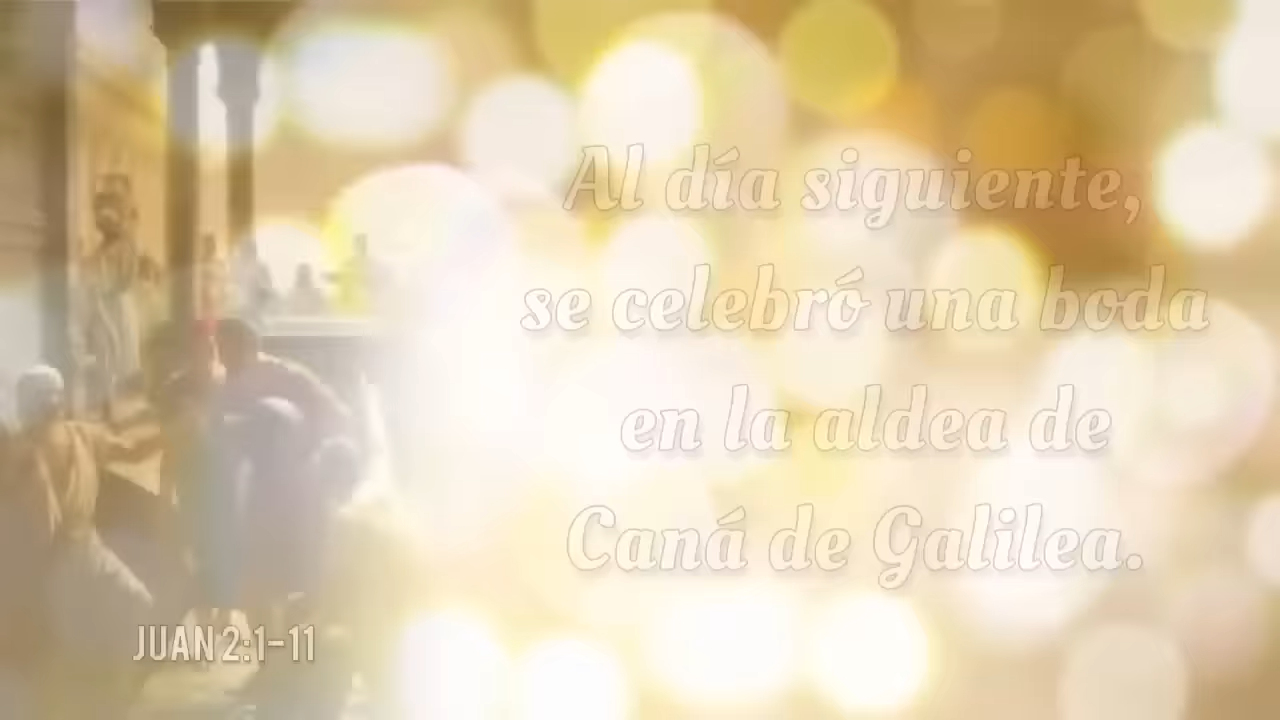 Al día siguiente,
se celebró una boda
en la aldea de
Caná de Galilea.
JUAN 2:1-11